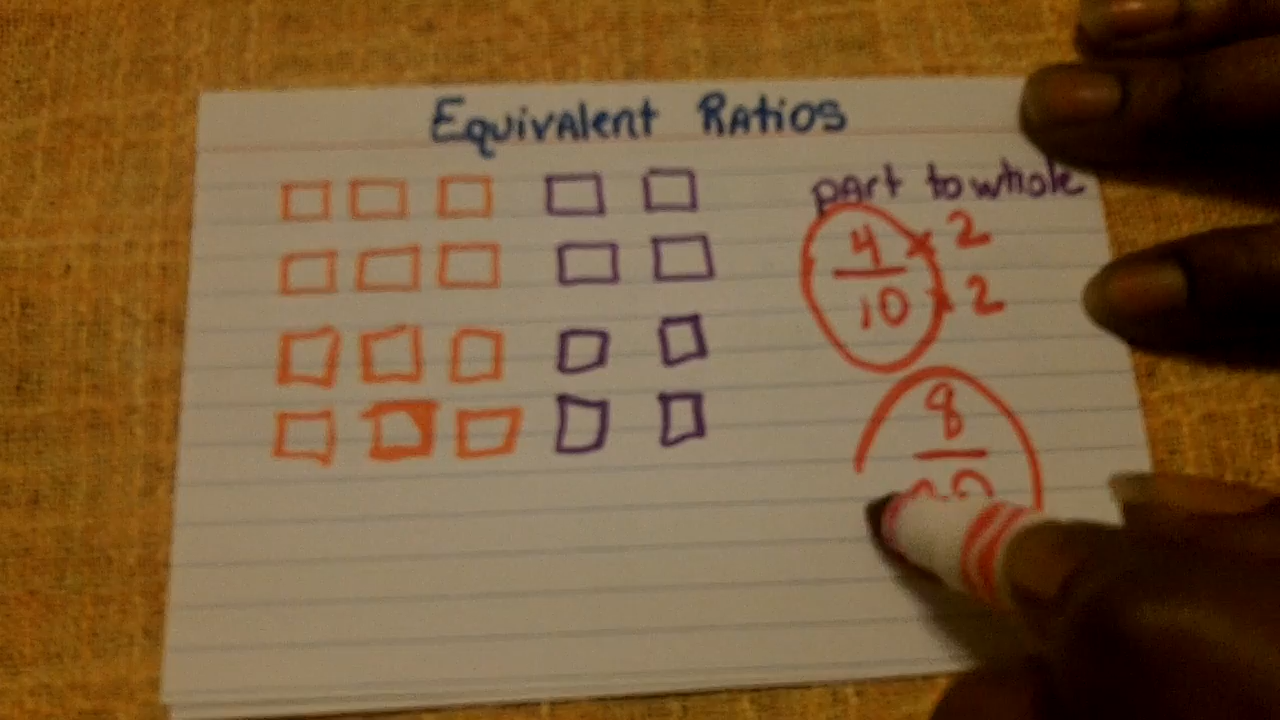 Equivalent Ratios
part to whole
4 x 2
10 x 2
8